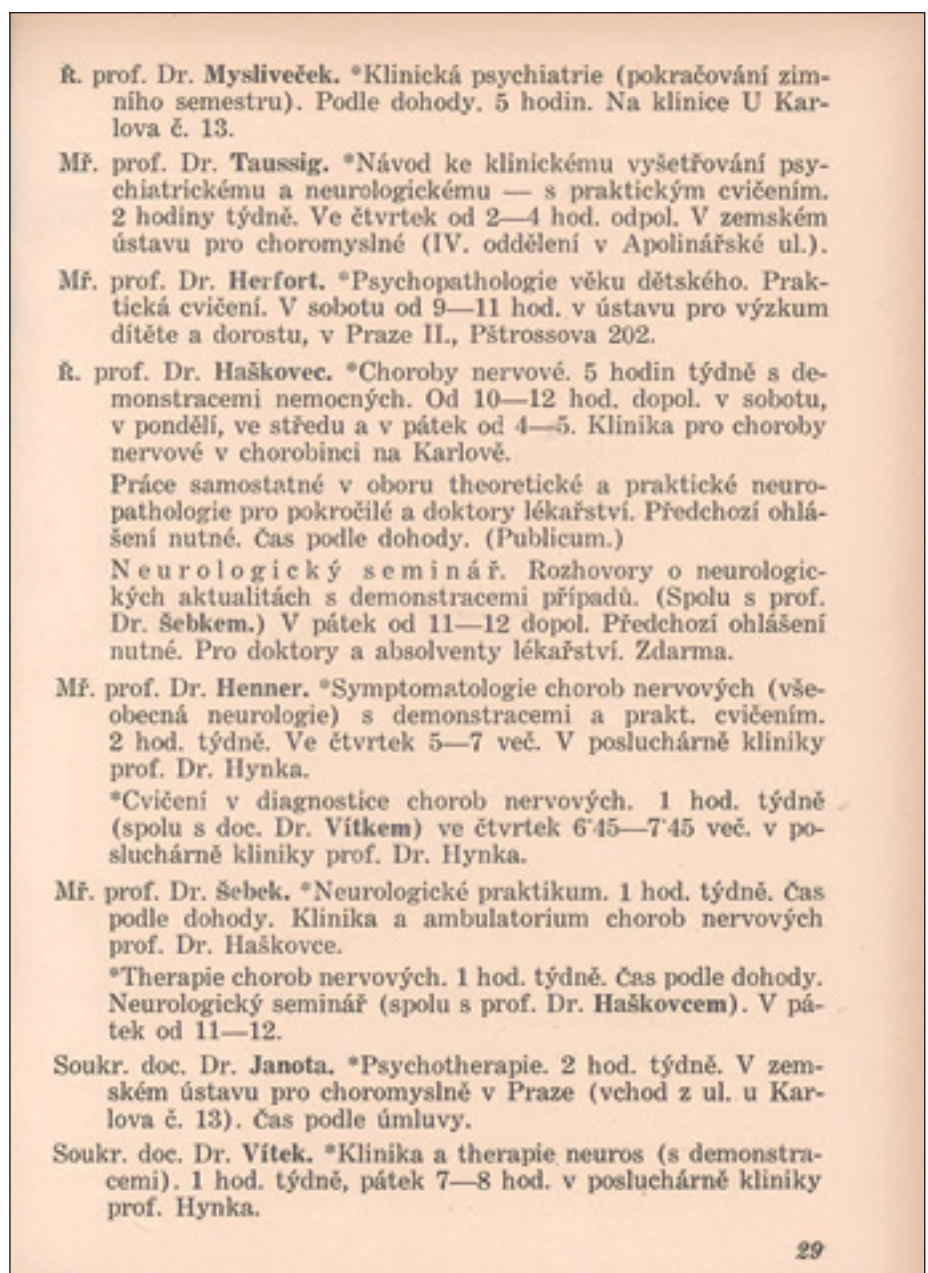 Ř. prof. Dr. Mysliveček. *Klinická psychiatrie (pokračování zim-
ního semestru). Podle dohody. 5 hodin. Na klinice U Kar-
lova č. 13.
Mř. prof. Dr. Taussig. *Návod ke klinickému vyšetřování psy-
chiatrickému a neurologickému — s praktickým cvičením.
2 hodiny týdně. Ve čtvrtek od 2—4 hod. odpol. V zemském
ústavu pro choromyslné (IV. oddělení v Apolinářské ul.).
Mř. prof. Dr. Herfort. *Psychopathologie věku dětského. Prak-
tická cvičení. V sobotu od 9—11 hod. v ústavu pro výzkum
dítěte a dorostu, v Praze II., Pštrossova 202.
Ř. prof. Dr. Haškovec. *Choroby nervové. 5 hodin týdně s de-
monstracemi nemocných. Od 10—12 hod. dopol. v sobotu,
v pondělí, ve středu a v pátek od 4—5. Klinika pro choroby
nervové v chorobinci na Karlově.
Práce samostatné v oboru theoretické a praktické neuro-
pathologie pro pokročilé a doktory lékařství. Předchozí ohlá-
šení nutné. Čas podle dohody. (Publicum.)
Neurologický seminář. Rozhovory o neurologic-
kých aktualitách s demonstracemi případů. (Spolu s prof.
Dr. Šebkem.) V pátek od 11—12 dopol. Předchozí ohlášení
nutné. Pro doktory a absolventy lékařství. Zdarma.
Mř. prof. Dr. Henner. *Symptomatologie chorob nervových (vše-
obecná neurologie) s demonstracemi a prakt. cvičením.
2 hod. týdně. Ve čtvrtek 5—7 več. V posluchárně kliniky
prof. Dr. Hynka.
*Cvičení v diagnostice chorob nervových. 1 hod. týdně
(spolu s doc. Dr. Vítkem) ve čtvrtek 6˙45—7˙45 več. v po-
sluchárně kliniky prof. Dr. Hynka.
Mř. prof. Dr. Šebek. *Neurologické praktikum. 1 hod. týdně. Čas
podle dohody. Klinika a ambulatorium chorob nervových
prof. Dr. Haškovce.
*Therapie chorob nervových. 1 hod. týdně. Čas podle dohody.
Neurologický seminář (spolu s prof. Dr. Haškovcem). V pá-
tek od 11—12.
Soukr. doc. Dr. Janota. *Psychotherapie. 2 hod. týdně. V zem-
ském ústavu pro choromyslně v Praze (vchod z ul. u Kar-
lova č. 13). Čas podle úmluvy.
Soukr. doc. Dr. Vítek. *Klinika a therapie neuros (s demonstra-
cemi). 1 hod. týdně, pátek 7—8 hod. v posluchárně kliniky
prof. Hynka.
29